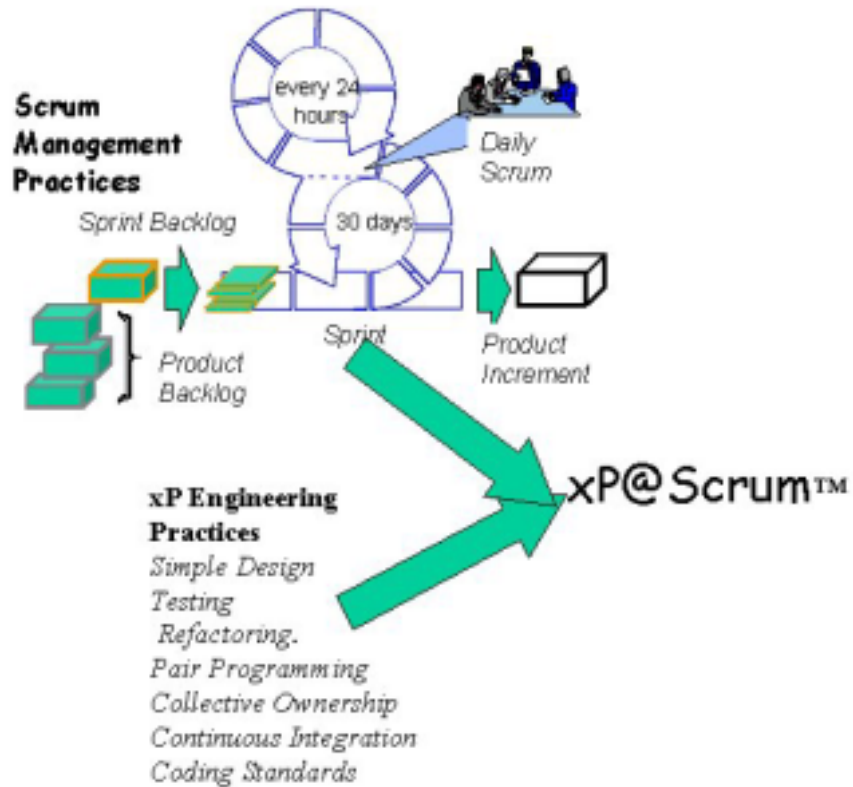 every 24
hours
Scrum
Management
Practices
Daily
Scrum
Sprint Backlog
30 days
Sprint
Product
Backlog
Product
Increment
xP@Scrum™
xP Engineering
Practices
Simple Design
Testing
Refactoring.
Pair Programming
Collective Ownership
Continuous Integration
Coding Standards